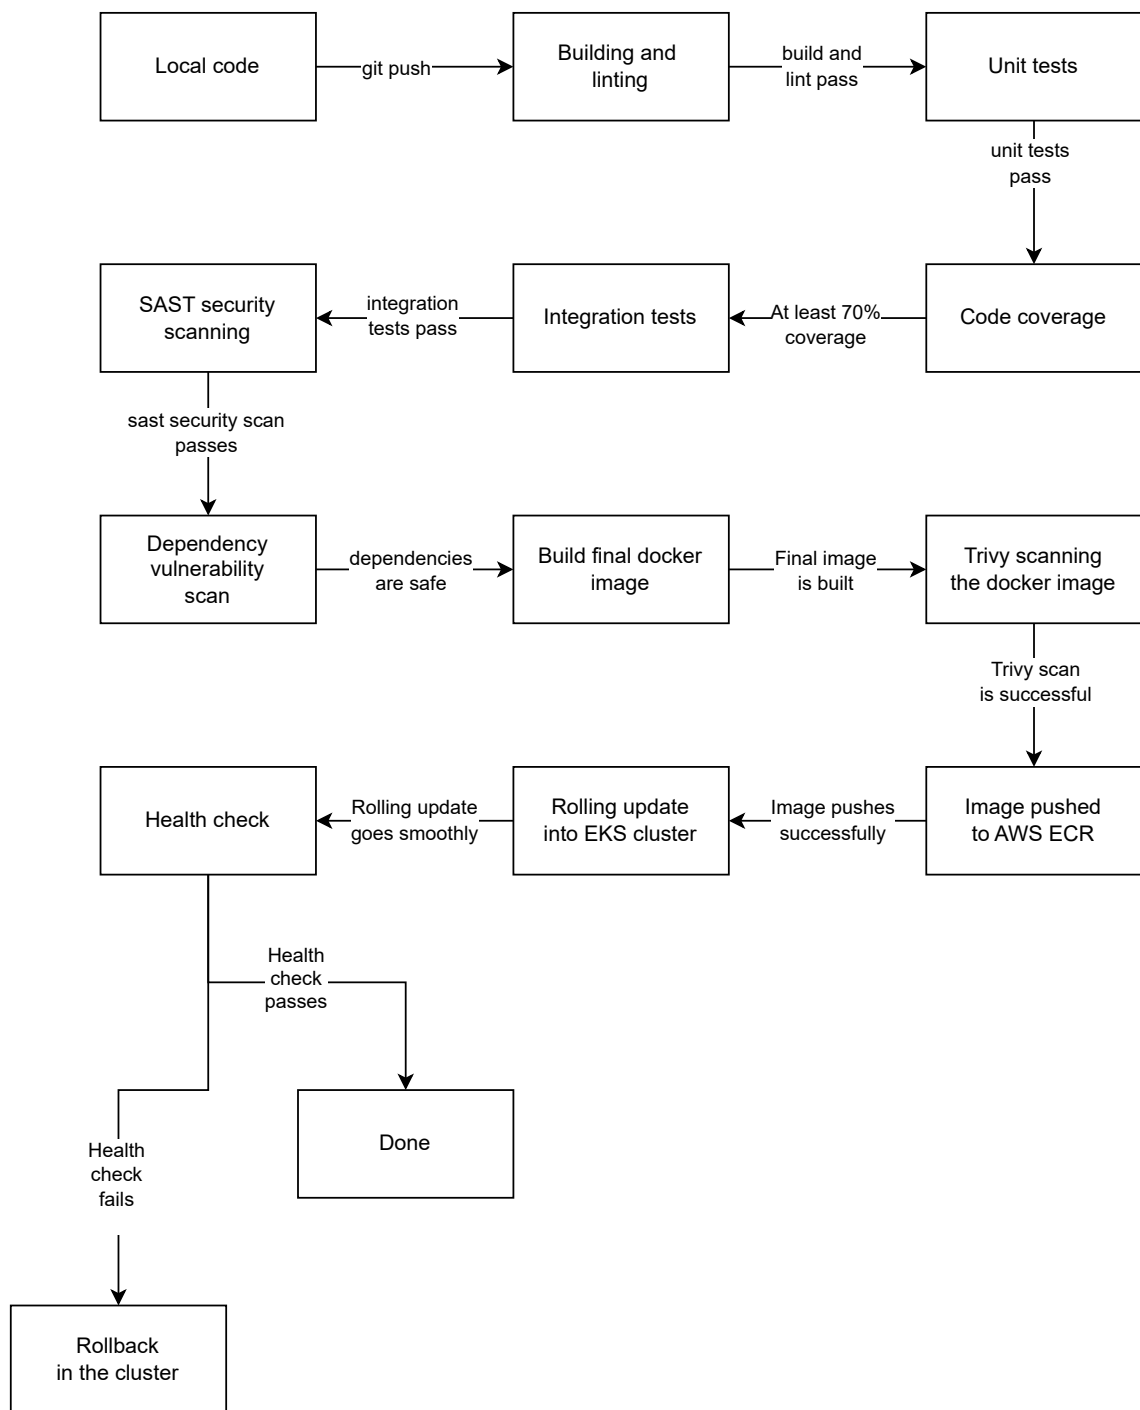 Local code
git push
Building and
linting
build and
lint pass
Unit tests
unit tests
pass
Code coverage
At least 70%
coverage
Integration tests
integration
tests pass
SAST security
scanning
sast security scan
passes
Dependency
vulnerability
scan
dependencies
are safe
Build final docker
image
Final image
is built
Trivy scanning
the docker image
Trivy scan
is successful
Image pushed
to AWS ECR
Image pushes
successfully
Rolling update
into EKS cluster
Rolling update
goes smoothly
Health check
Health
check
passes
Done
Health
check
fails
Rollback
in the cluster